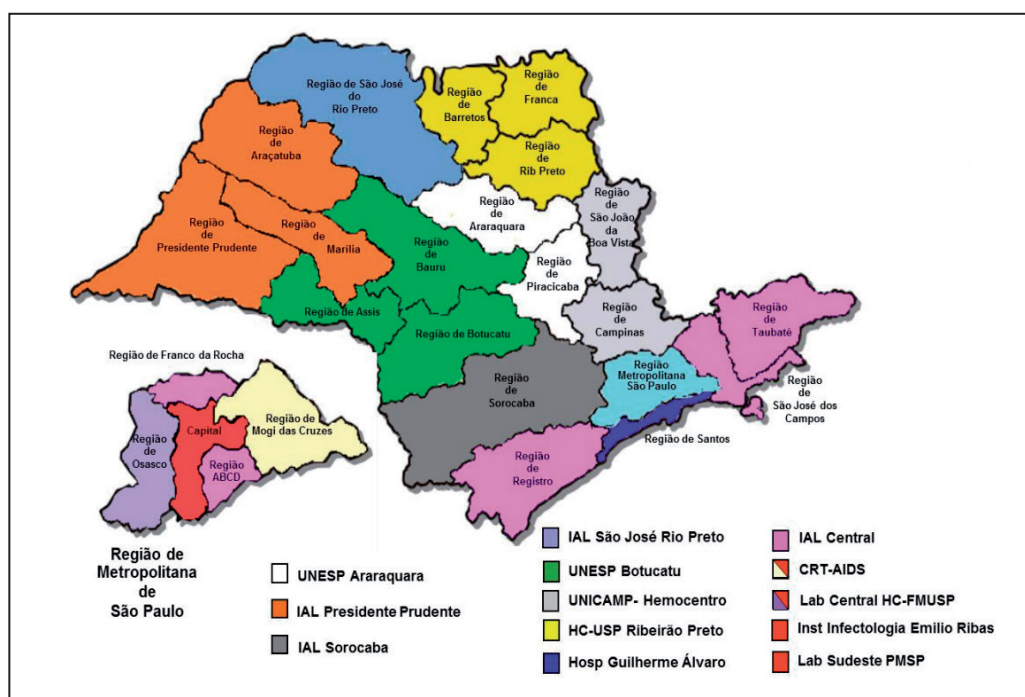 Região de São José
do
Rio Preto
Região
de
Barretos
Região
de
Franca
Região
de
Rib Preto
Região
de
Araçatuba
Região
de
Araraquara
Região
de
São João
da
Boa Vista
Região
de
Presidente Prudente
Região
de
Marília
Região
de
Bauru
Região
de
Piracicaba
Região de Assis
Região de Botucatu
Região
de
Campinas
Região
de
Taubaté
Região
Metropolitana
São Paulo
Região
de
São José dos
Campos
Região
de
Sorocaba
Região de Santos
Região
de
Registro
Região de Franco da Rocha
Capital
Região de
Mogi das Cruzes
Região
de
Osasco
Região
ABCD
Região de
Metropolitana
de
São Paulo
UNESP Araraquara
IAL Presidente Prudente
IAL Sorocaba
IAL São José Rio Preto
UNESP Botucatu
UNICAMP- Hemocentro
HC-USP Ribeirão Preto
Hosp Guilherme Álvaro
IAL Central
CRT-AIDS
Lab Central HC-FMUSP
Inst Infectologia Emilio Ribas
Lab Sudeste PMSP